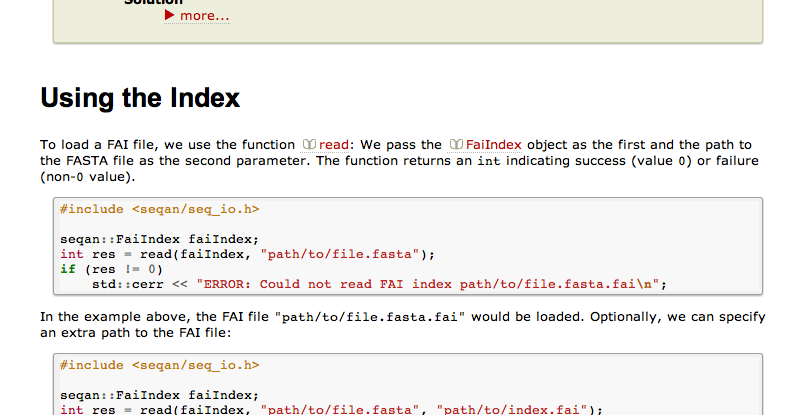 Solution
▶ more...
Using the Index
To load a FAI file, we use the function read: We pass the FaiIndex object as the first and the path to
the FASTA file as the second parameter. The function returns an int indicating success (value 0) or failure
(non-0 value).
#include <seqan/seq_io.h>
seqan::FaiIndex faiIndex;
int res = read(faiIndex, "path/to/file.fasta");
if (res != 0)
    std::cerr << "ERROR: Could not read FAI index path/to/file.fasta.fai\n";
In the example above, the FAI file "path/to/file.fasta.fai" would be loaded. Optionally, we can specify
an extra path to the FAI file:
#include <seqan/seq_io.h>
seqan::FaiIndex faiIndex;
int res = read(faiIndex, "path/to/file.fasta", "path/to/index.fai");